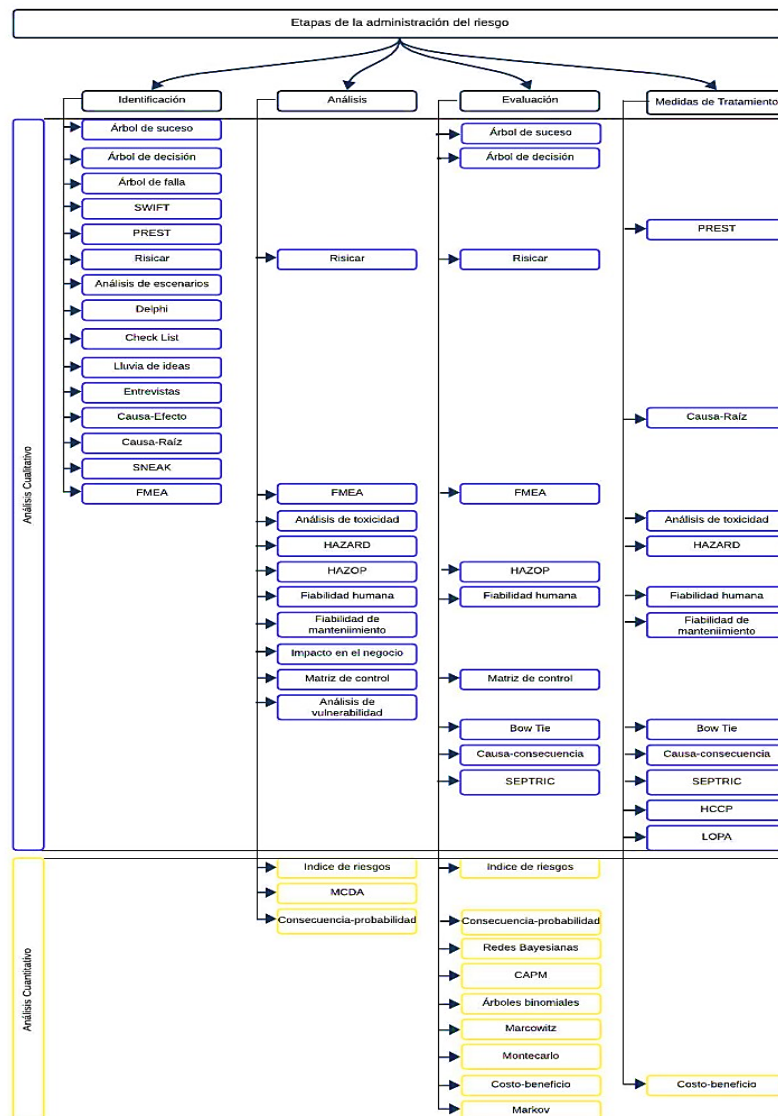 Etapas de la administración del riesgo
Identificación
Análisis
Evaluación
Medidas de Tratamiento
Análisis Cualitativo
Árbol de suceso
Árbol de decisión
Árbol de falla
SWIFT
PREST
Risicar
Análisis de escenarios
Delphi
Check List
Lluvia de ideas
Entrevistas
Causa-Efecto
Causa-Raíz
SNEAK
FMEA
Risicar
FMEA
Análisis de toxicidad
HAZARD
HAZOP
Fiabilidad humana
Fiabilidad de
manteniimiento
Impacto en el negocio
Matriz de control
Análisis de
vulnerabilidad
Árbol de suceso
Árbol de decisión
Risicar
FMEA
HAZOP
Fiabilidad humana
Matriz de control
Bow Tie
Causa-consecuencia
SEPTRIC
PREST
Causa-Raíz
Análisis de toxicidad
HAZARD
Fiabilidad humana
Fiabilidad de
manteniimiento
Bow Tie
Causa-consecuencia
SEPTRIC
HCCP
LOPA
Análisis Cuantitativo
Indice de riesgos
MCDA
Consecuencia-probabilidad
Indice de riesgos
Consecuencia-probabilidad
Redes Bayesianas
CAPM
Árboles binomiales
Marcowitz
Montecarlo
Costo-beneficio
Markov
Costo-beneficio